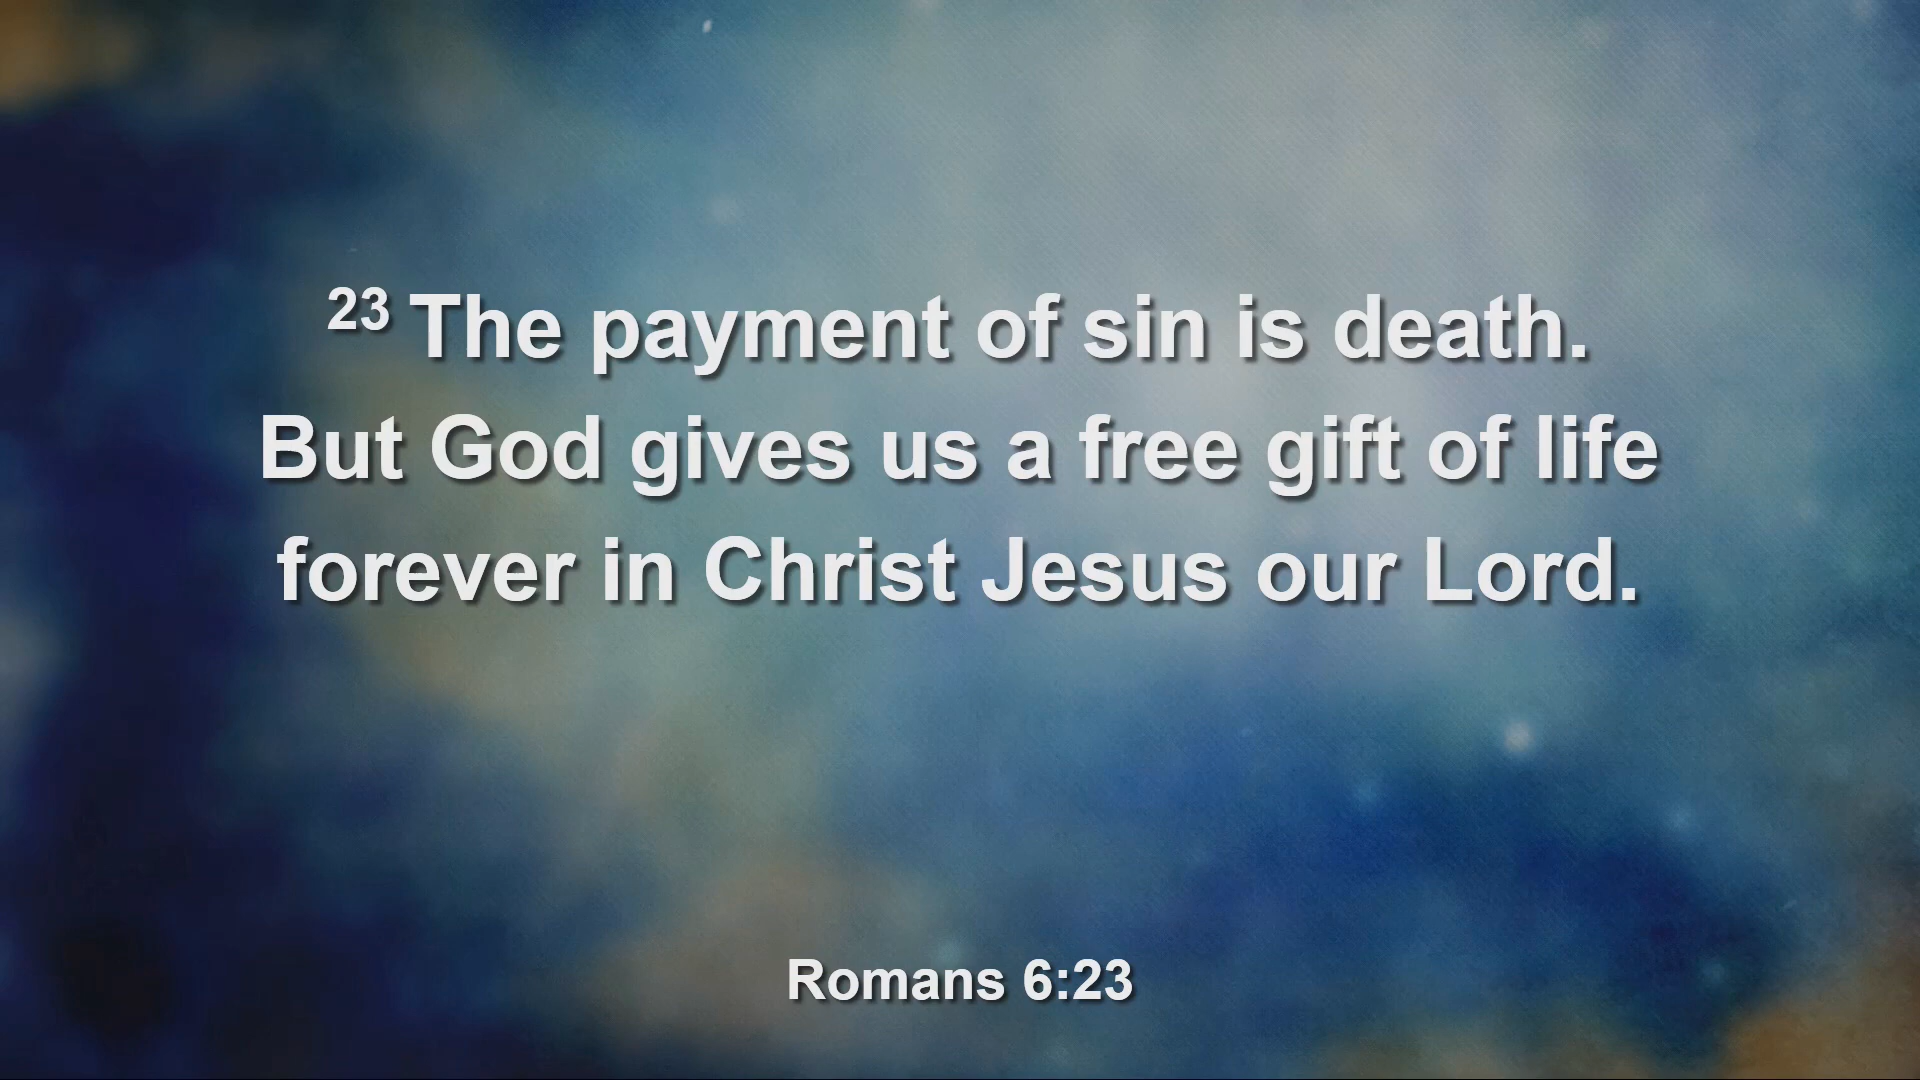 23 The payment of sin is death.
But God gives us a free gift of life
forever in Christ Jesus our Lord.
Romans 6:23